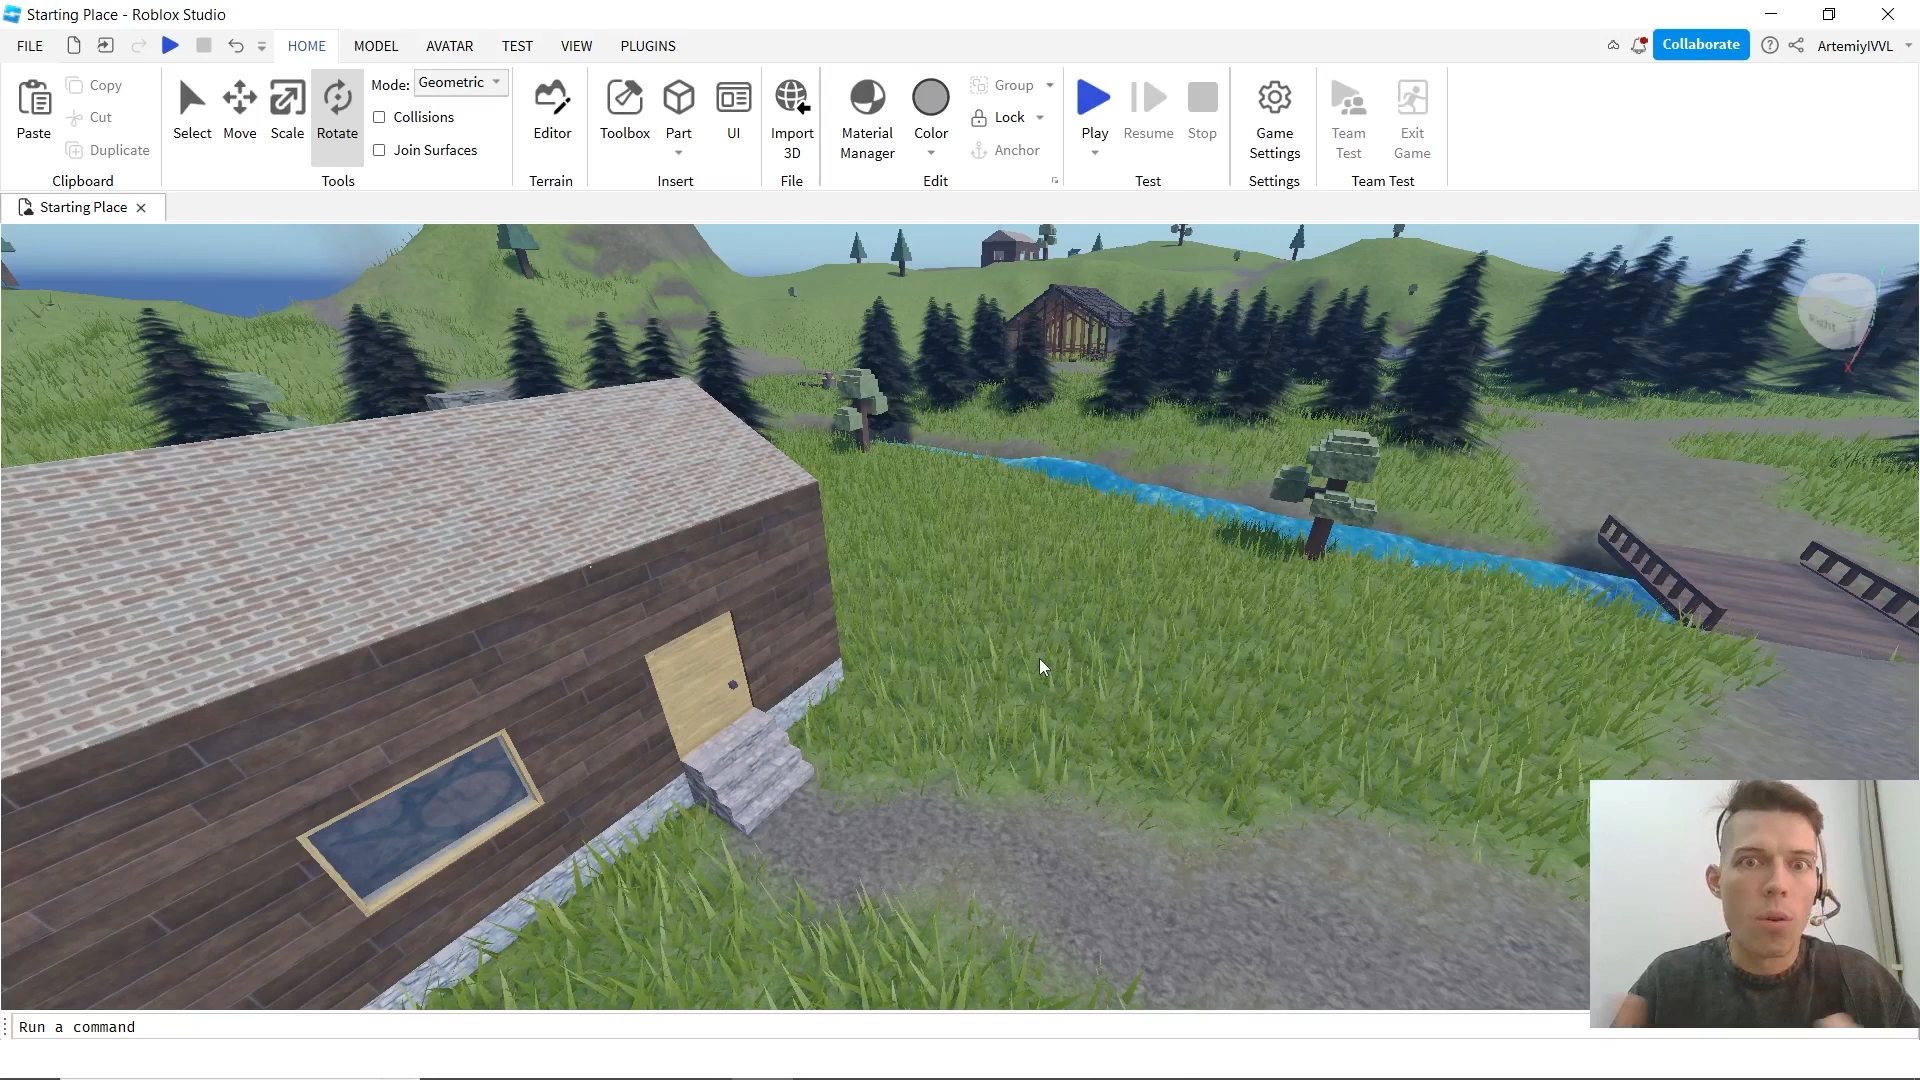 Starting Place - Roblox Studio
FILE HOME MODEL AVATAR TEST VIEW PLUGINS Collaborate ArtemiyIVVL
Paste Copy Cut Duplicate
Clipboard
Select Move Scale Rotate
Mode: Geometric
Collisions
Join Surfaces
Tools
Editor
Terrain
Toolbox Part UI
Insert
Import
3D
File
Material
Manager
Color
Group
Lock
Anchor
Edit
Play Resume Stop
Test
Game
Settings
Settings
Team
Test
Exit
Game
Team Test
Starting Place
Right
X
Run a command